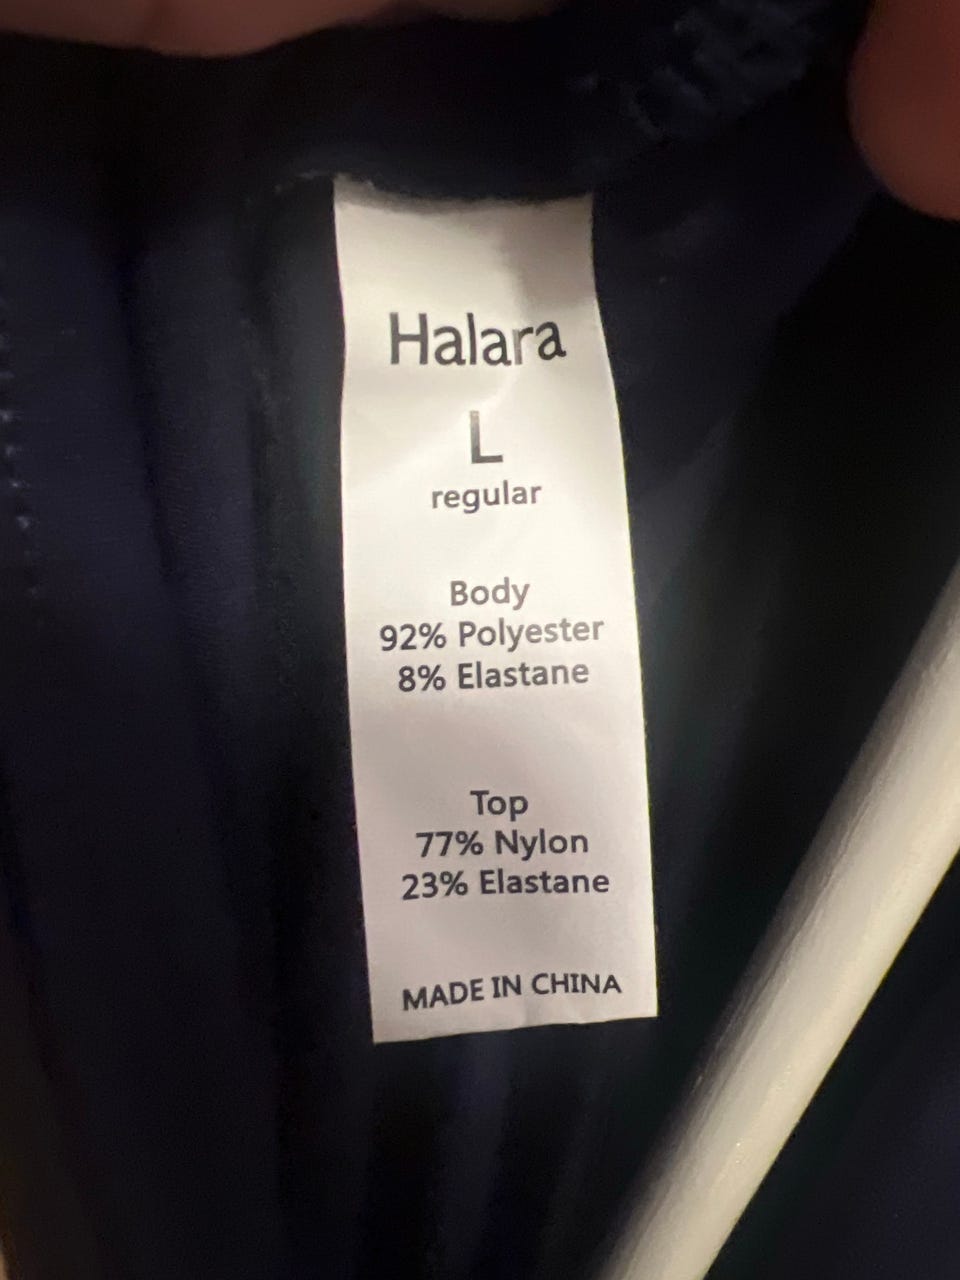 Halara
L
regular
Body
92% Polyester
8% Elastane
Top
77% Nylon
23% Elastane
MADE IN CHINA